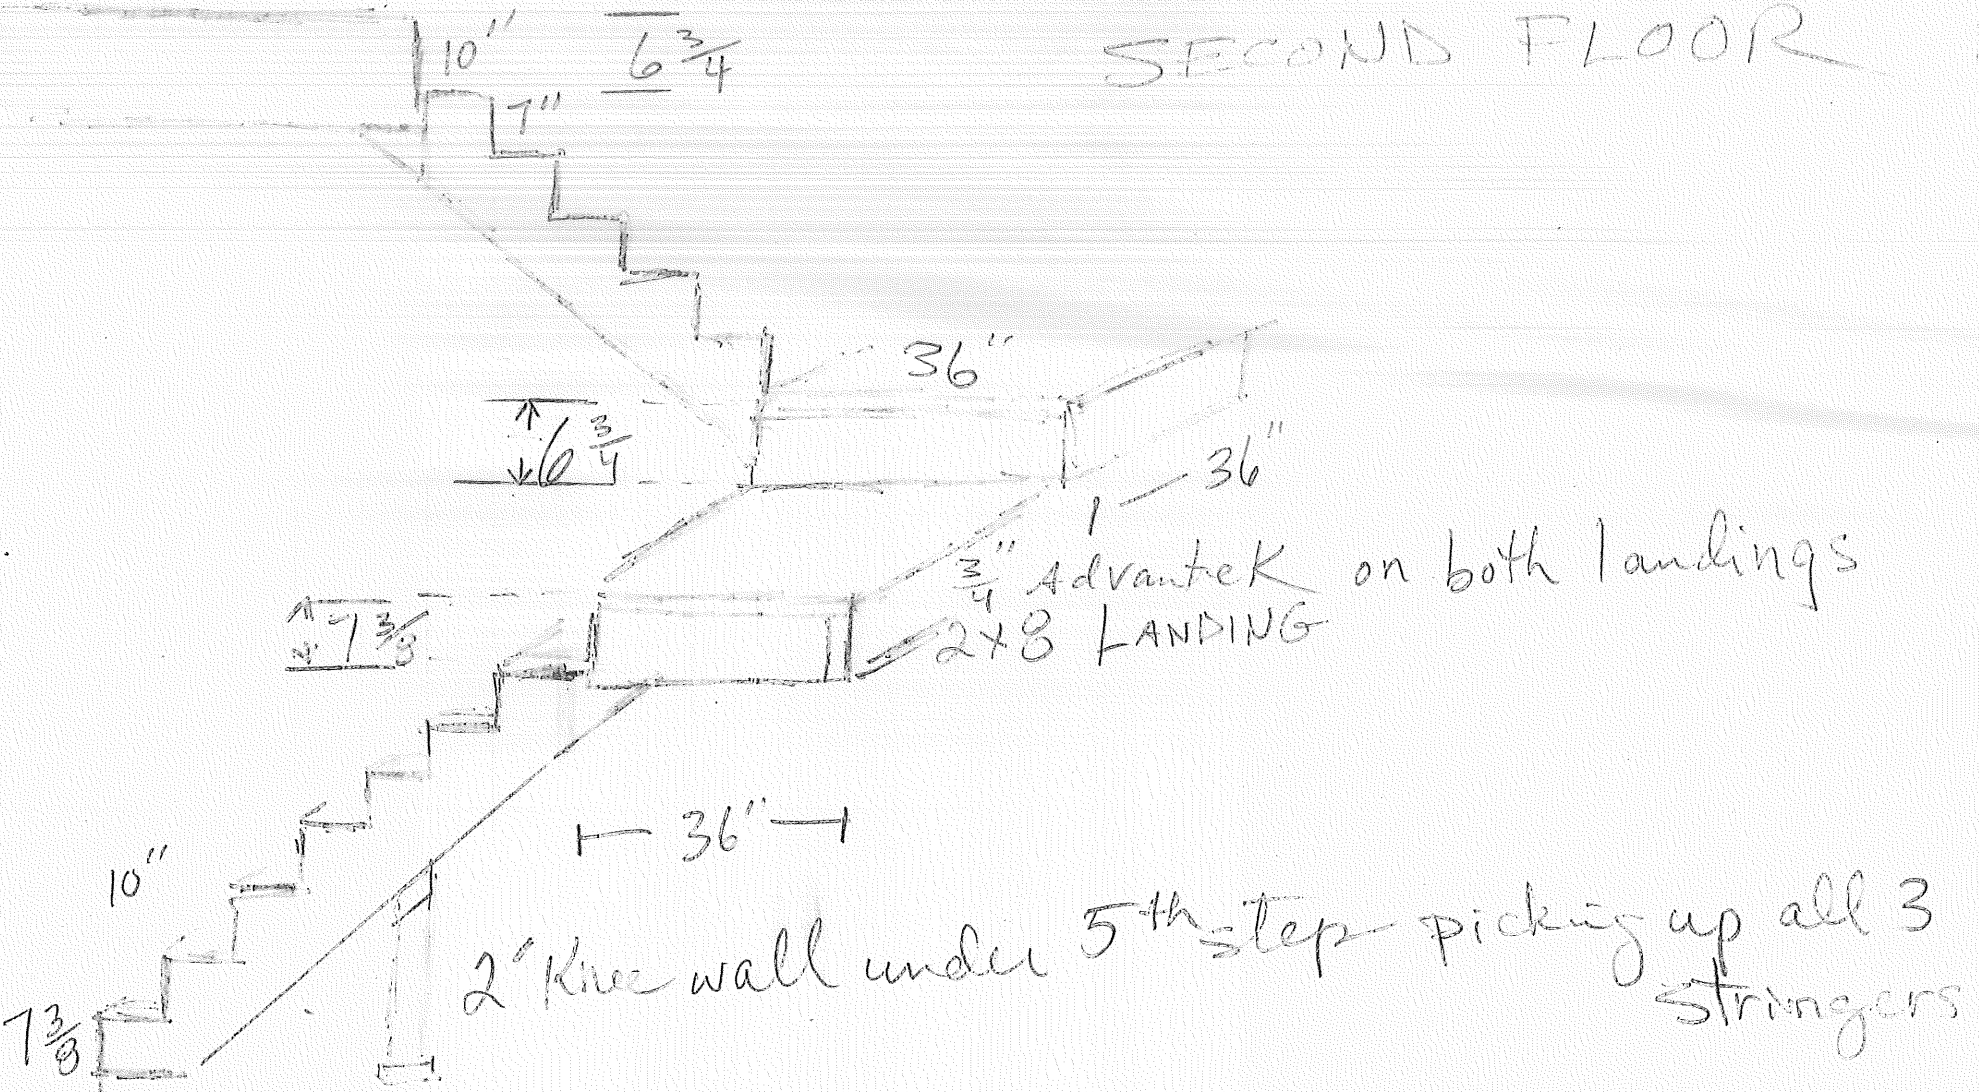 SECOND FLOOR
10"
6 3/4
7"
36"
6 3/4
36"
3/4" Advantek on both landings
2x8 LANDING
7 3/8
36"
10"
2" Knee wall under 5th step picking up all 3
stringers
7 3/8